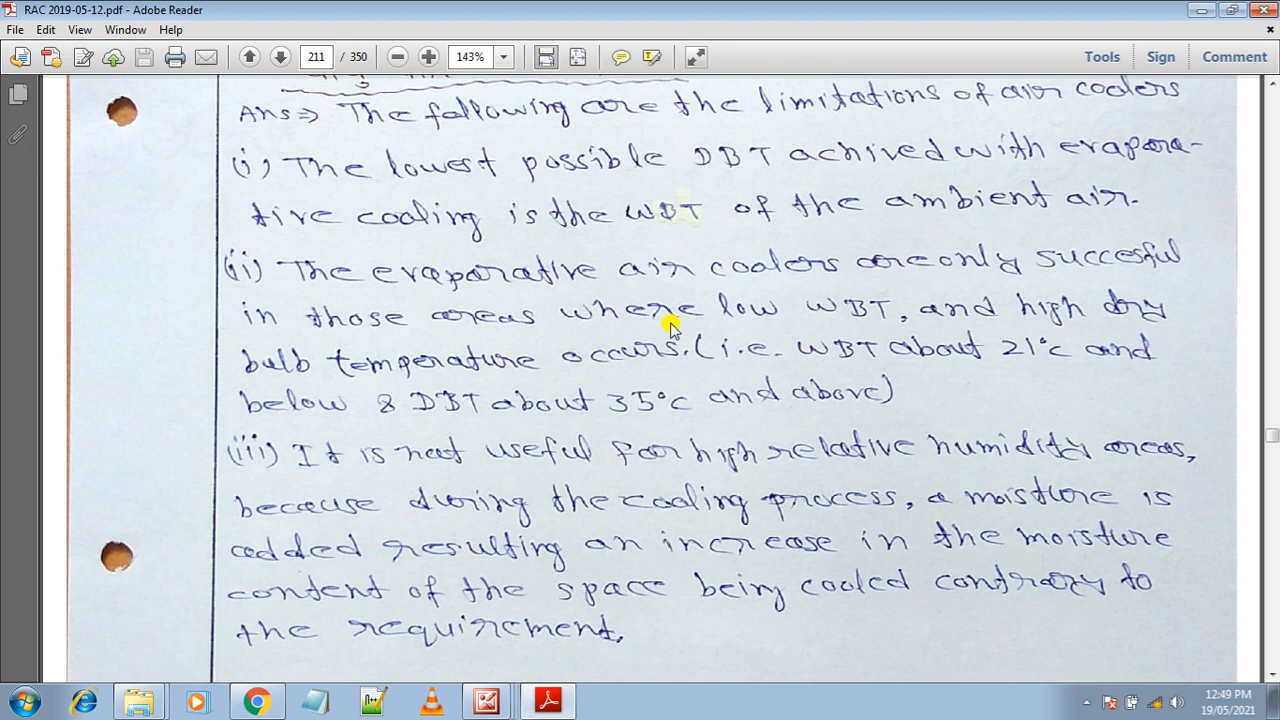 RAC 2019-05-12.pdf - Adobe Reader
File Edit View Window Help
211 / 350 143% Tools Sign Comment
Ans⇒ The following are the limitations of air coolers
(i) The lowest possible DBT achived with evapora-
tive cooling is the WBT of the ambient air.
(ii) The evaporative air coolers are only succesful
in those areas where low WBT, and high dry
bulb temperature occurs. (i.e. WBT about 21°c and
below & DBT about 35°c and above)
(iii) It is not useful for high relative humidity areas,
because during the cooling process, a moisture is
added resulting an increase in the moisture
content of the space being cooled contrary to
the requirement.
12:49 PM
19/05/2021